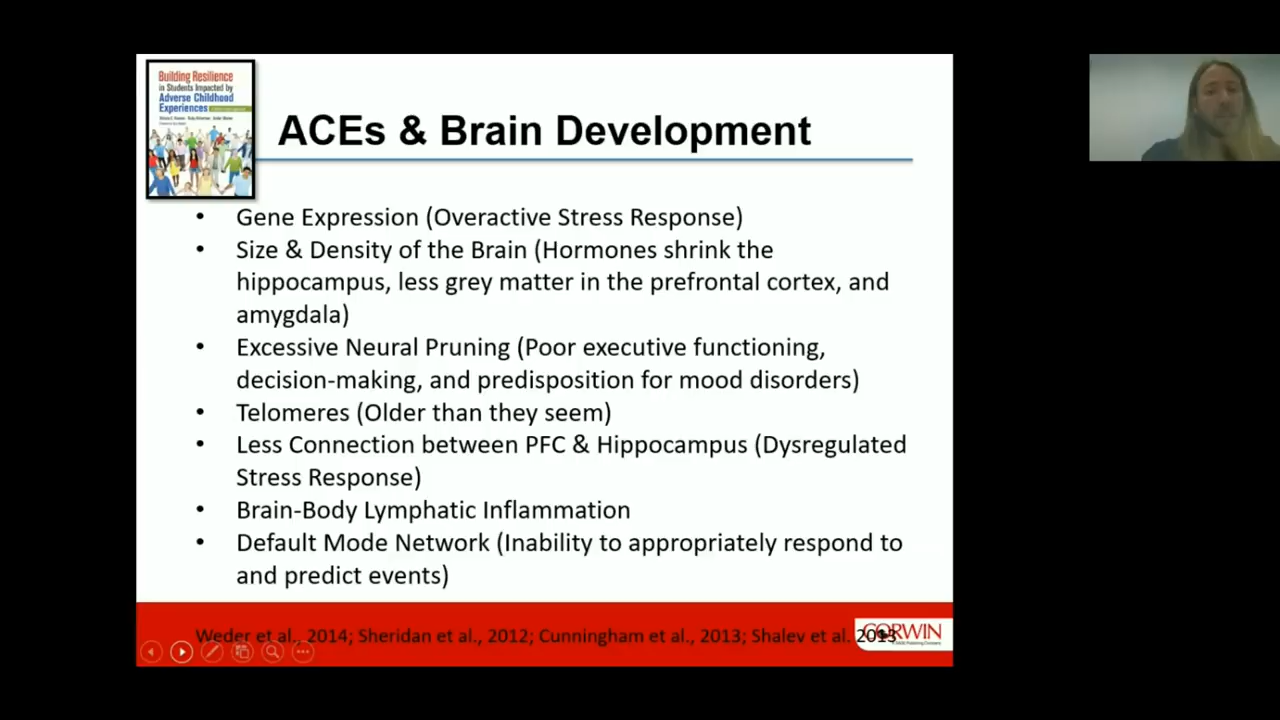 Building Resilience
in Students Impacted by
Adverse Childhood
Experiences
ACEs & Brain Development
• Gene Expression (Overactive Stress Response)
• Size & Density of the Brain (Hormones shrink the
hippocampus, less grey matter in the prefrontal cortex, and
amygdala)
• Excessive Neural Pruning (Poor executive functioning,
decision-making, and predisposition for mood disorders)
• Telomeres (Older than they seem)
• Less Connection between PFC & Hippocampus (Dysregulated
Stress Response)
• Brain-Body Lymphatic Inflammation
• Default Mode Network (Inability to appropriately respond to
and predict events)
Weder et al., 2014; Sheridan et al., 2012; Cunningham et al., 2013; Shalev et al. 2013
CORWIN